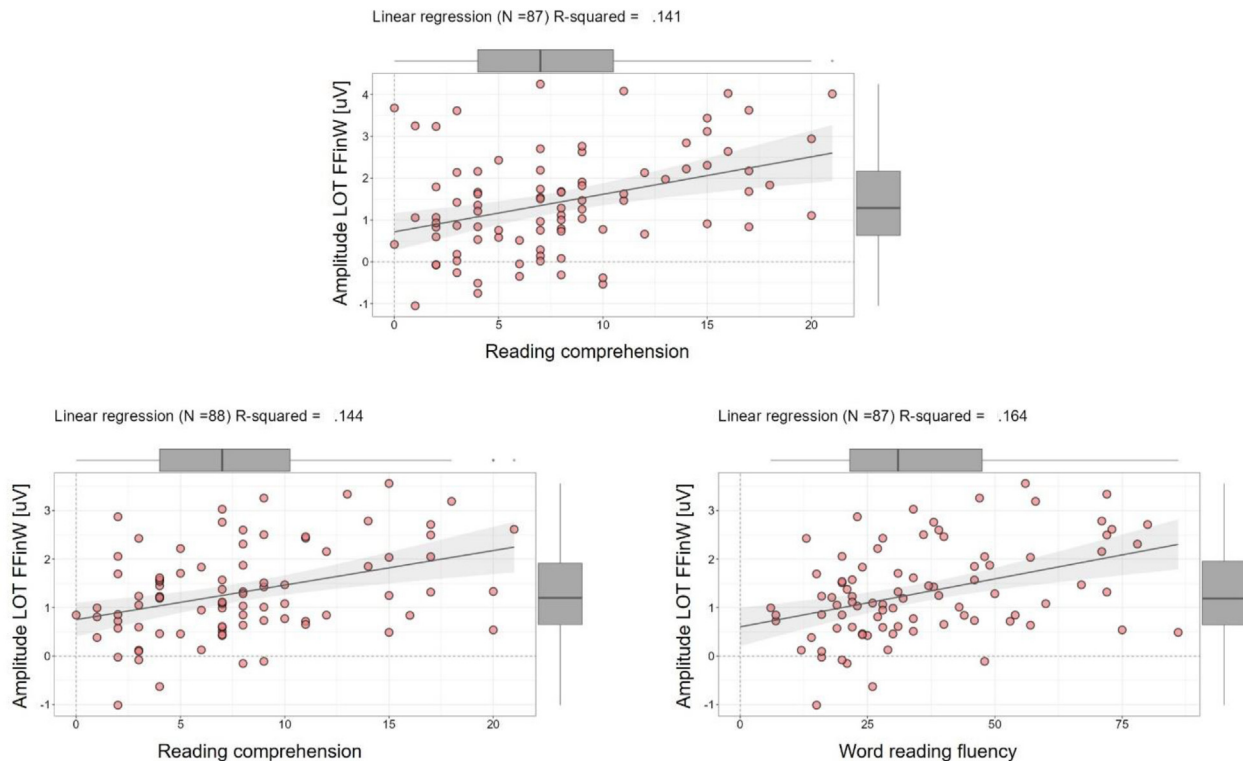 Linear regression (N =87) R-squared = .141
Amplitude LOT FFinW [uV]
4
3
2
1
0
-1
0 5 10 15 20
Reading comprehension
Linear regression (N =88) R-squared = .144
Amplitude LOT FFinW [uV]
3
2
1
0
-1
0 5 10 15 20
Reading comprehension
Linear regression (N =87) R-squared = .164
Amplitude LOT FFinW [uV]
3
2
1
0
-1
0 25 50 75
Word reading fluency